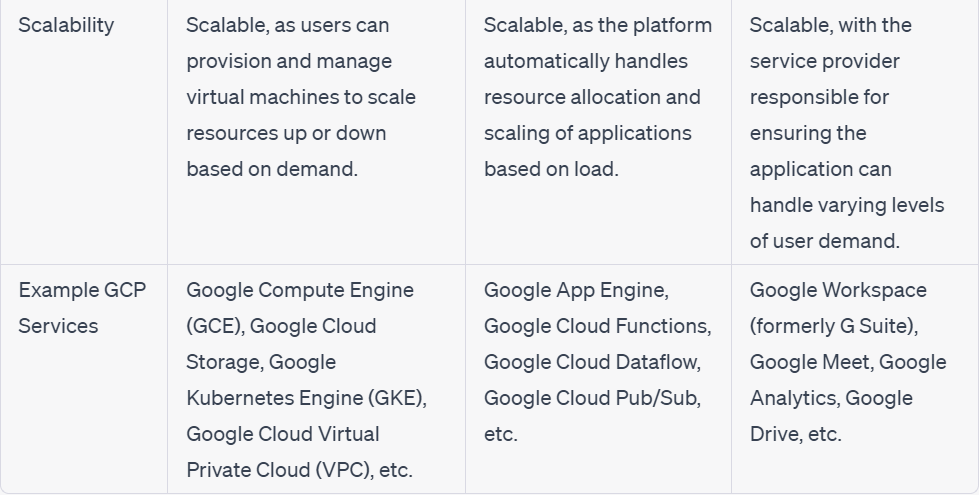 Scalability
Scalable, as users can
provision and manage
virtual machines to scale
resources up or down
based on demand.
Scalable, as the platform
automatically handles
resource allocation and
scaling of applications
based on load.
Scalable, with the
service provider
responsible for
ensuring the
application can
handle varying levels
of user demand.
Example GCP
Services
Google Compute Engine
(GCE), Google Cloud
Storage, Google
Kubernetes Engine (GKE),
Google Cloud Virtual
Private Cloud (VPC), etc.
Google App Engine,
Google Cloud Functions,
Google Cloud Dataflow,
Google Cloud Pub/Sub,
etc.
Google Workspace
(formerly G Suite),
Google Meet, Google
Analytics, Google
Drive, etc.